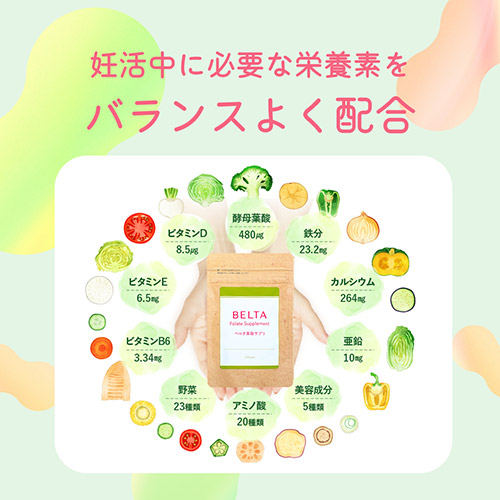 妊活中に必要な栄養素を
バランスよく配合
酵母葉酸
480μg
鉄分
23.2mg
カルシウム
264mg
亜鉛
10mg
美容成分
5種類
アミノ酸
20種類
野菜
23種類
ビタミンB6
3.34mg
ビタミンE
6.5mg
ビタミンD
8.5μg
BELTA
Folate Supplement
ベルタ葉酸サプリ